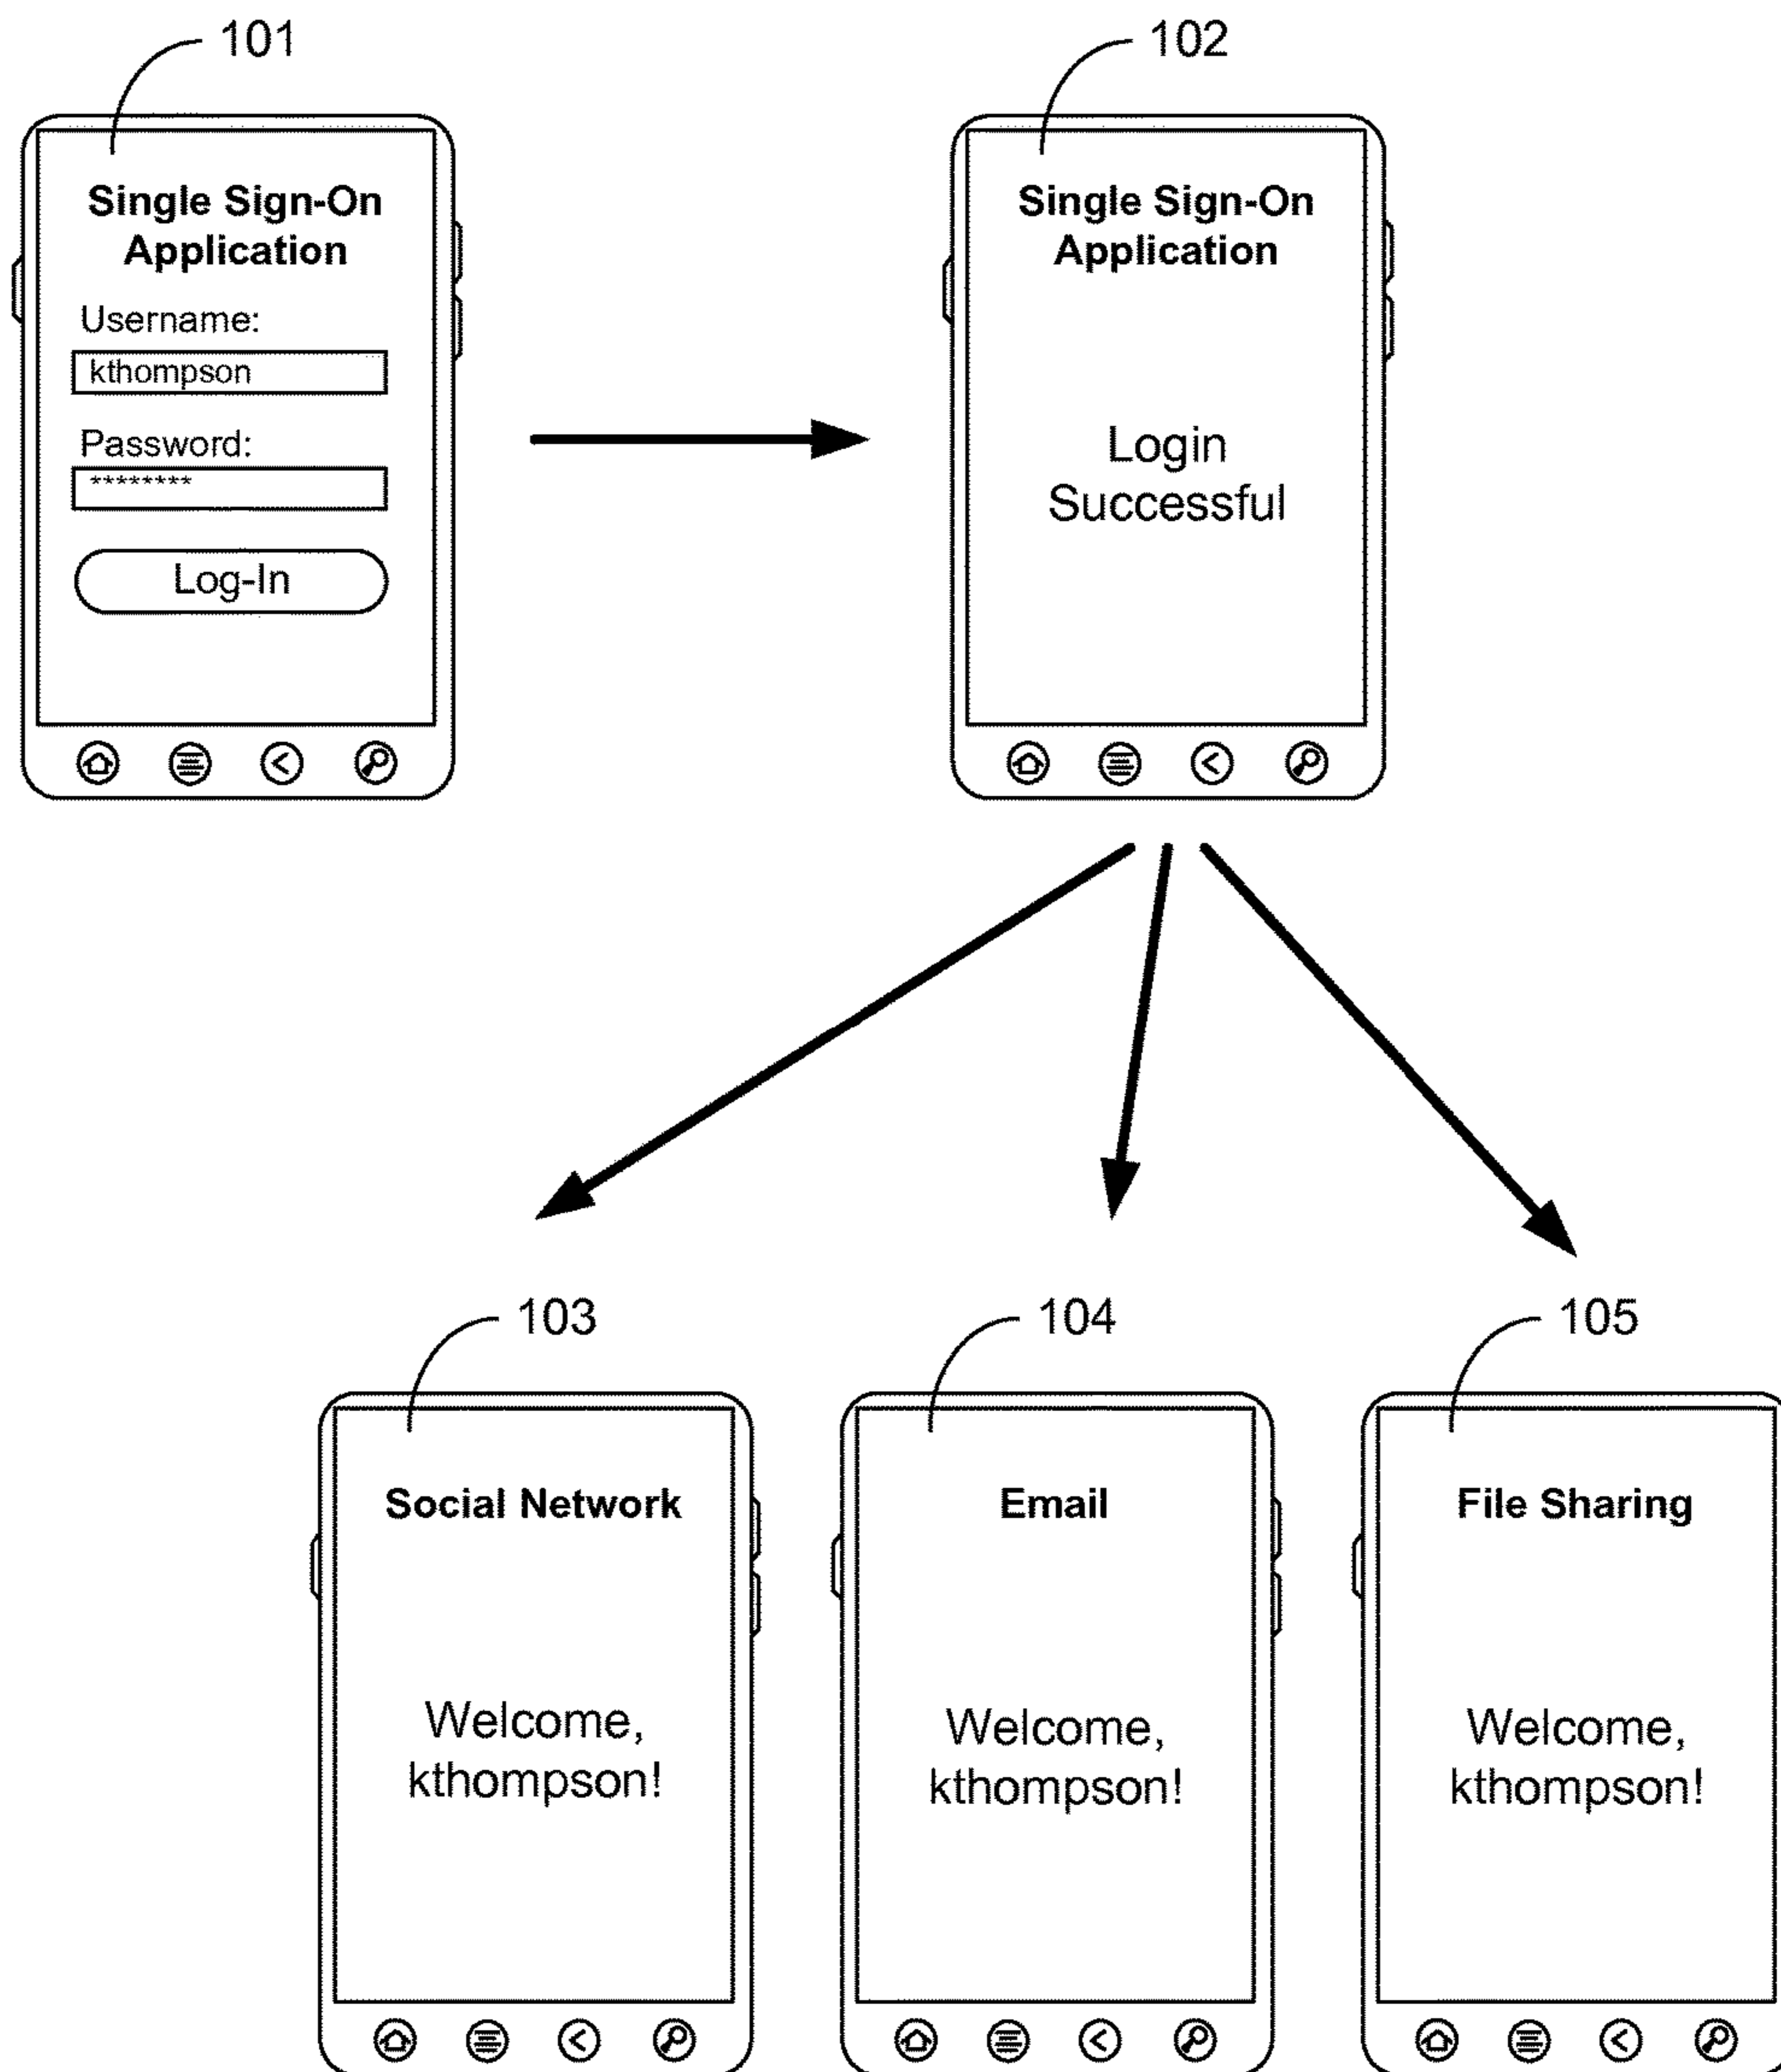 101
102
Single Sign-On
Application
Username:
kthompson
Password:
********
Log-In
Single Sign-On
Application
Login
Successful
103
104
105
Social Network
Welcome,
kthompson!
Email
Welcome,
kthompson!
File Sharing
Welcome,
kthompson!